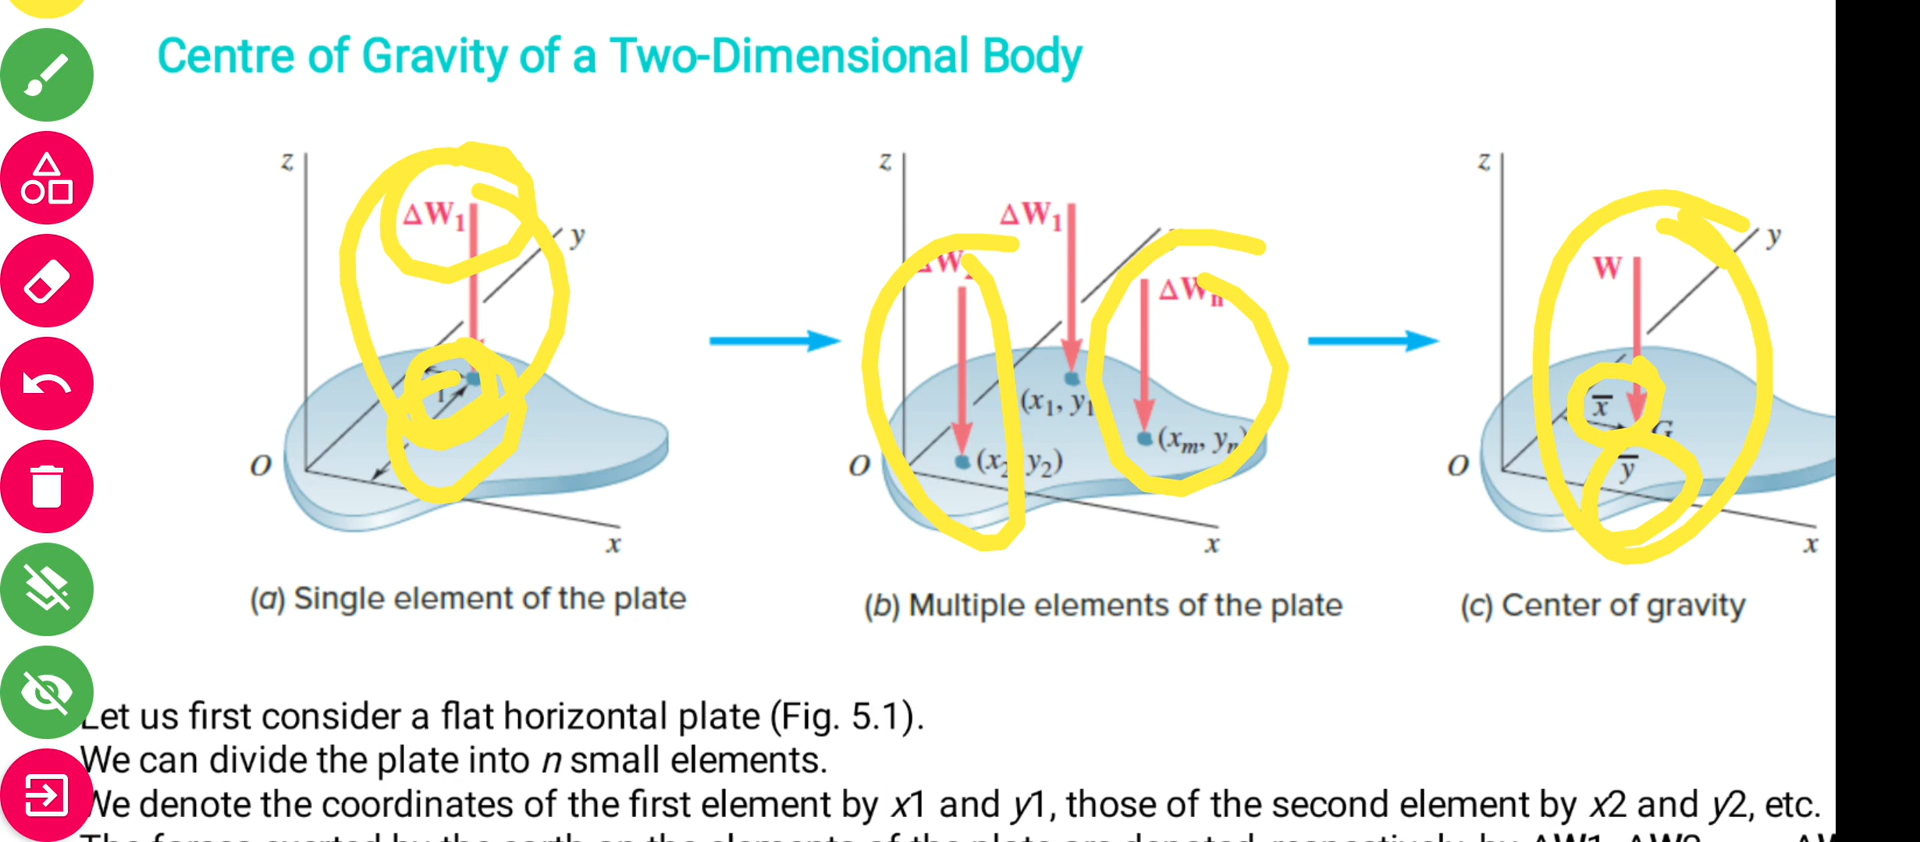 Centre of Gravity of a Two-Dimensional Body
z
ΔW1
y
O
x
(a) Single element of the plate
z
ΔW1
ΔW
ΔWn
(x1, y1
(x2 y2)
(xm, yn)
O
x
(b) Multiple elements of the plate
z
W
y
x̅
G
y̅
O
x
(c) Center of gravity
Let us first consider a flat horizontal plate (Fig. 5.1).
We can divide the plate into n small elements.
We denote the coordinates of the first element by x1 and y1, those of the second element by x2 and y2, etc.